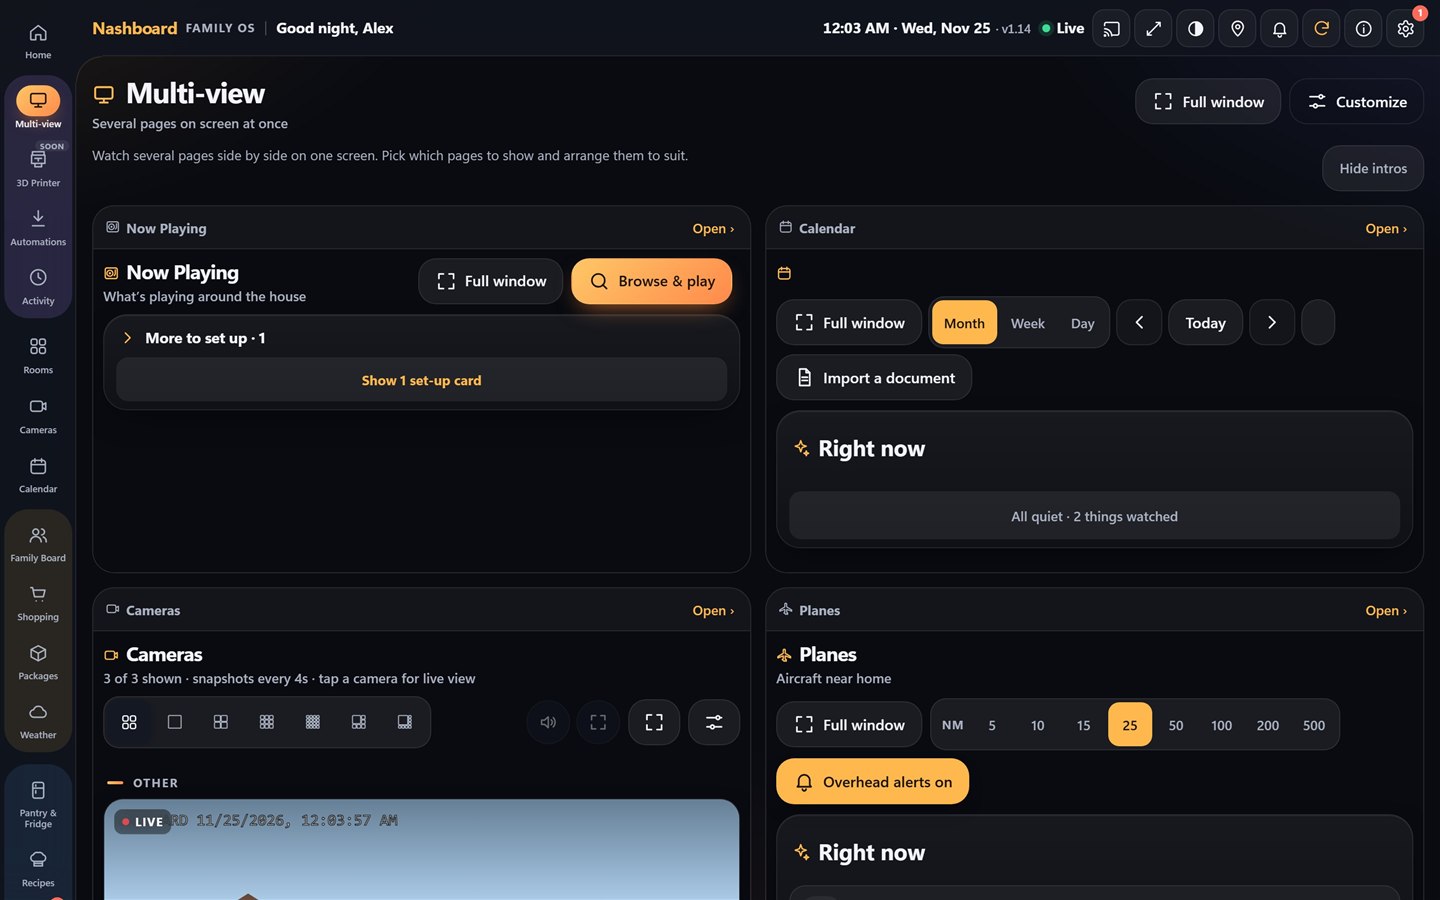 Nashboard FAMILY OS Good night, Alex
12:03 AM · Wed, Nov 25 · v1.14 Live
1
Home
Multi-view
SOON
3D Printer
Automations
Activity
Rooms
Cameras
Calendar
Family Board
Shopping
Packages
Weather
Pantry &
Fridge
Recipes
Multi-view
Several pages on screen at once
Full window
Customize
Watch several pages side by side on one screen. Pick which pages to show and arrange them to suit.
Hide intros
Now Playing
Open ›
Now Playing
What's playing around the house
Full window
Browse & play
More to set up · 1
Show 1 set-up card
Calendar
Open ›
Full window
Month Week Day
Today
Import a document
Right now
All quiet · 2 things watched
Cameras
Open ›
Cameras
3 of 3 shown · snapshots every 4s · tap a camera for live view
OTHER
LIVE
RD 11/25/2026, 12:03:57 AM
Planes
Open ›
Planes
Aircraft near home
Full window
NM 5 10 15 25 50 100 200 500
Overhead alerts on
Right now